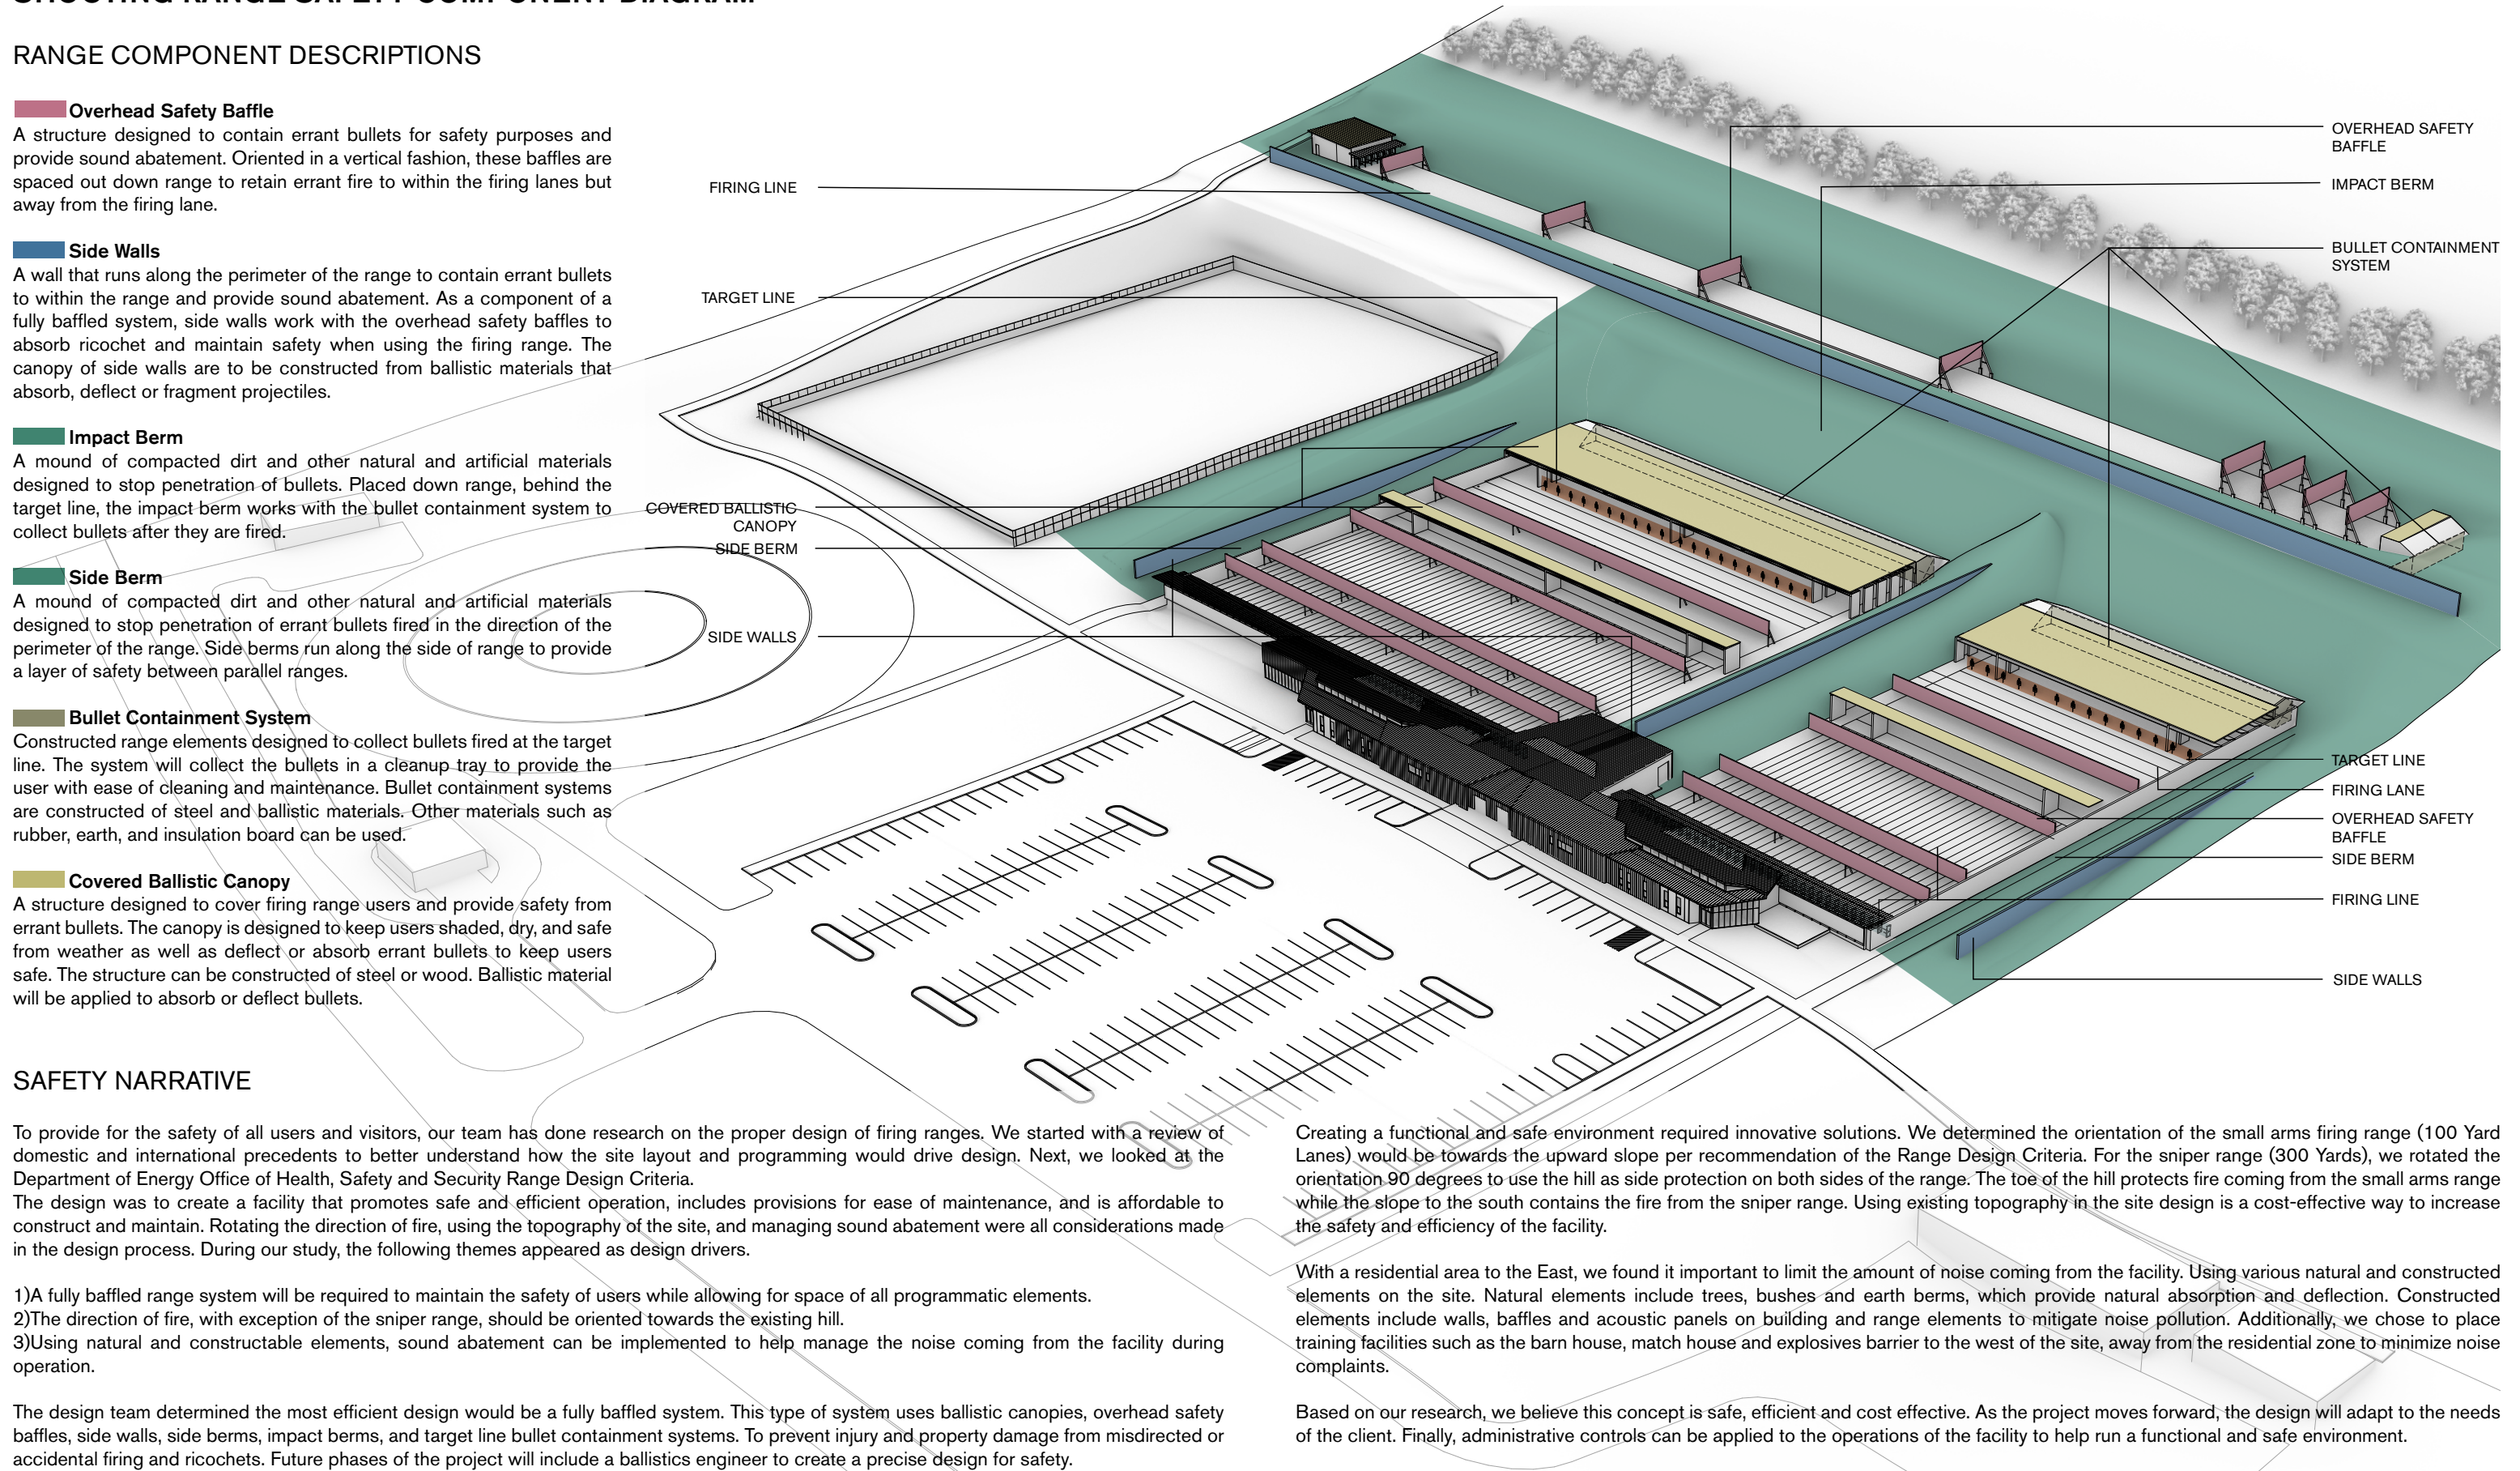 SHOOTING RANGE SAFETY COMPONENT DIAGRAM
RANGE COMPONENT DESCRIPTIONS
Overhead Safety Baffle
A structure designed to contain errant bullets for safety purposes and
provide sound abatement. Oriented in a vertical fashion, these baffles are
spaced out down range to retain errant fire to within the firing lanes but
away from the firing lane.
Side Walls
A wall that runs along the perimeter of the range to contain errant bullets
to within the range and provide sound abatement. As a component of a
fully baffled system, side walls work with the overhead safety baffles to
absorb ricochet and maintain safety when using the firing range. The
canopy of side walls are to be constructed from ballistic materials that
absorb, deflect or fragment projectiles.
Impact Berm
A mound of compacted dirt and other natural and artificial materials
designed to stop penetration of bullets. Placed down range, behind the
target line, the impact berm works with the bullet containment system to
collect bullets after they are fired.
Side Berm
A mound of compacted dirt and other natural and artificial materials
designed to stop penetration of errant bullets fired in the direction of the
perimeter of the range. Side berms run along the side of range to provide
a layer of safety between parallel ranges.
Bullet Containment System
Constructed range elements designed to collect bullets fired at the target
line. The system will collect the bullets in a cleanup tray to provide the
user with ease of cleaning and maintenance. Bullet containment systems
are constructed of steel and ballistic materials. Other materials such as
rubber, earth, and insulation board can be used.
Covered Ballistic Canopy
A structure designed to cover firing range users and provide safety from
errant bullets. The canopy is designed to keep users shaded, dry, and safe
from weather as well as deflect or absorb errant bullets to keep users
safe. The structure can be constructed of steel or wood. Ballistic material
will be applied to absorb or deflect bullets.
FIRING LINE
TARGET LINE
COVERED BALLISTIC
CANOPY
SIDE BERM
SIDE WALLS
OVERHEAD SAFETY
BAFFLE
IMPACT BERM
BULLET CONTAINMENT
SYSTEM
TARGET LINE
FIRING LANE
OVERHEAD SAFETY
BAFFLE
SIDE BERM
FIRING LINE
SIDE WALLS
SAFETY NARRATIVE
To provide for the safety of all users and visitors, our team has done research on the proper design of firing ranges. We started with a review of
domestic and international precedents to better understand how the site layout and programming would drive design. Next, we looked at the
Department of Energy Office of Health, Safety and Security Range Design Criteria.
The design was to create a facility that promotes safe and efficient operation, includes provisions for ease of maintenance, and is affordable to
construct and maintain. Rotating the direction of fire, using the topography of the site, and managing sound abatement were all considerations made
in the design process. During our study, the following themes appeared as design drivers.
1)A fully baffled range system will be required to maintain the safety of users while allowing for space of all programmatic elements.
2)The direction of fire, with exception of the sniper range, should be oriented towards the existing hill.
3)Using natural and constructable elements, sound abatement can be implemented to help manage the noise coming from the facility during
operation.
The design team determined the most efficient design would be a fully baffled system. This type of system uses ballistic canopies, overhead safety
baffles, side walls, side berms, impact berms, and target line bullet containment systems. To prevent injury and property damage from misdirected or
accidental firing and ricochets. Future phases of the project will include a ballistics engineer to create a precise design for safety.
Creating a functional and safe environment required innovative solutions. We determined the orientation of the small arms firing range (100 Yard
Lanes) would be towards the upward slope per recommendation of the Range Design Criteria. For the sniper range (300 Yards), we rotated the
orientation 90 degrees to use the hill as side protection on both sides of the range. The toe of the hill protects fire coming from the small arms range
while the slope to the south contains the fire from the sniper range. Using existing topography in the site design is a cost-effective way to increase
the safety and efficiency of the facility.
With a residential area to the East, we found it important to limit the amount of noise coming from the facility. Using various natural and constructed
elements on the site. Natural elements include trees, bushes and earth berms, which provide natural absorption and deflection. Constructed
elements include walls, baffles and acoustic panels on building and range elements to mitigate noise pollution. Additionally, we chose to place
training facilities such as the barn house, match house and explosives barrier to the west of the site, away from the residential zone to minimize noise
complaints.
Based on our research, we believe this concept is safe, efficient and cost effective. As the project moves forward, the design will adapt to the needs
of the client. Finally, administrative controls can be applied to the operations of the facility to help run a functional and safe environment.